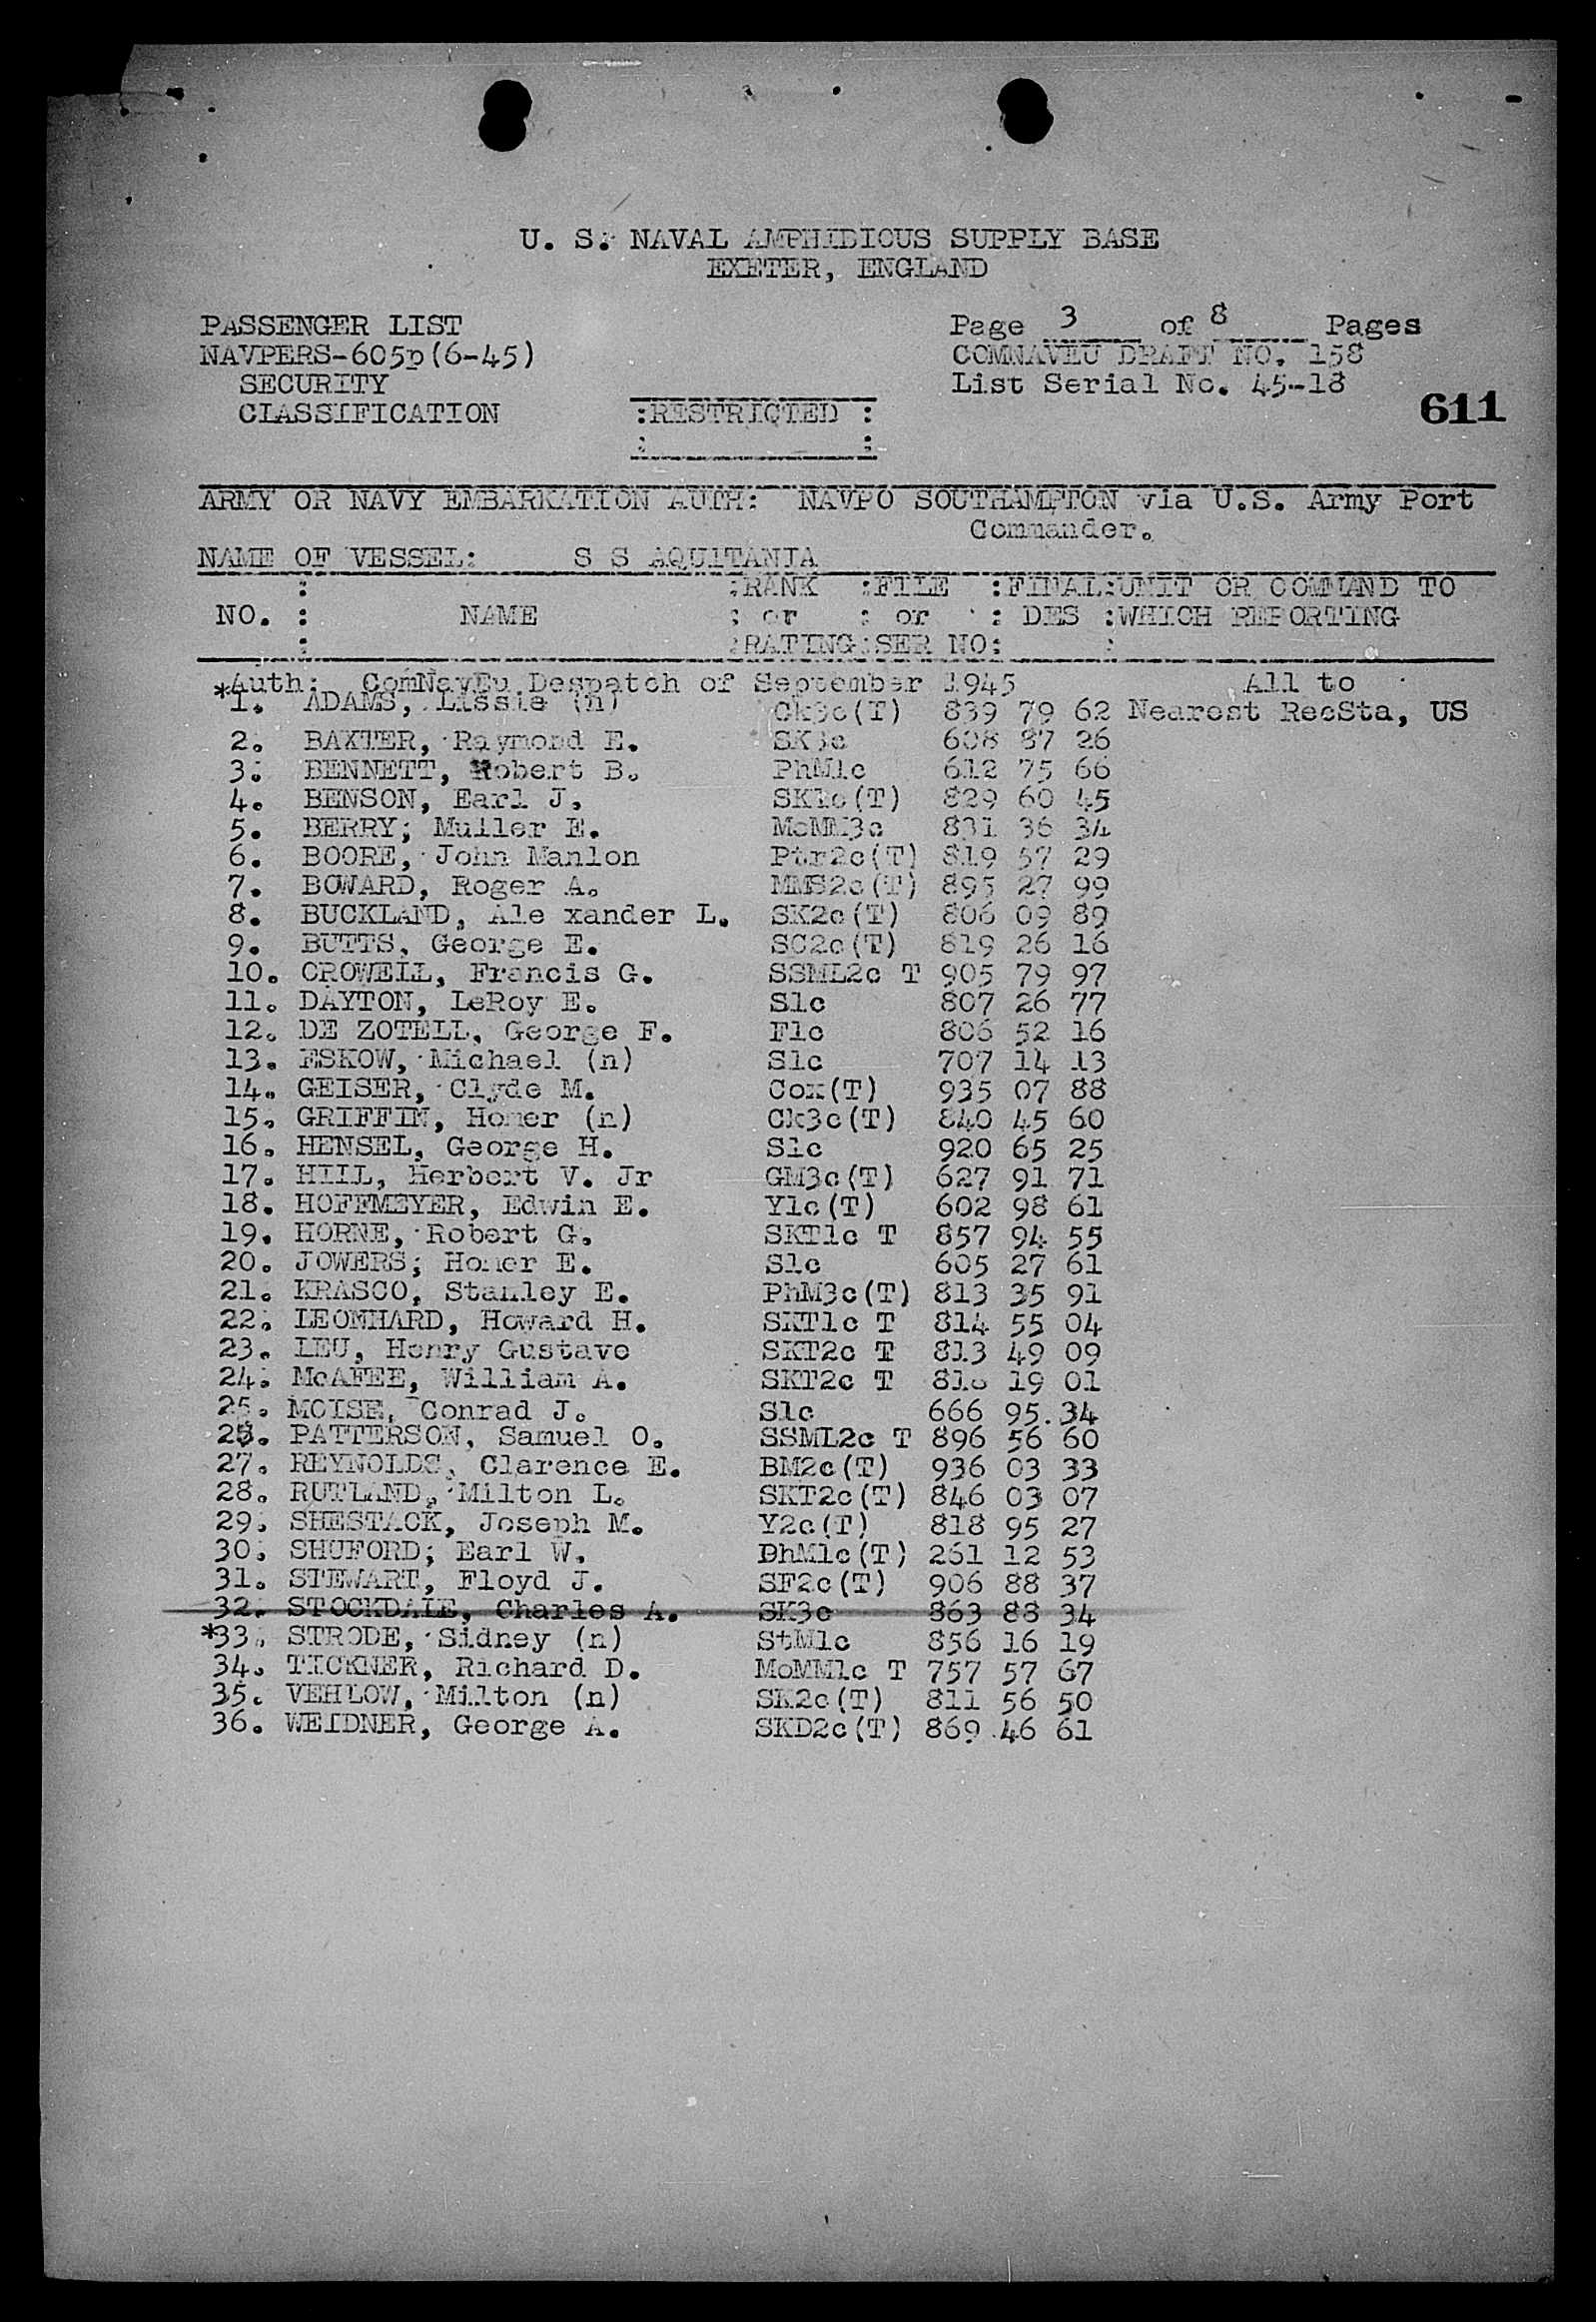 U. S. NAVAL AMPHIBIOUS SUPPLY BASE
EXETER, ENGLAND
PASSENGER LIST
NAVPERS-605p(6-45)
SECURITY
CLASSIFICATION
:RESTRICTED :
Page 3 of 8 Pages
COMNAVEU DRAFT NO. 158
List Serial No. 45-18
611
ARMY OR NAVY EMBARKATION AUTH: NAVPO SOUTHAMPTON via U.S. Army Port
Commander.
NAME OF VESSEL: S S AQUITANIA
: :RANK :FILE :FINAL:UNIT OR COMMAND TO
NO. : NAME : or : or : DES :WHICH REPORTING
: :RATING:SER NO: :
Auth: ComNavEu Despatch of September 1945 All to
*1. ADAMS, Lissie (n) Ck3c(T) 839 79 62 Nearest RecSta, US
2. BAXTER, Raymond E. SK3c 608 87 26
3. BENNETT, Robert B. PhM1c 612 75 66
4. BENSON, Earl J. SK1c(T) 829 60 45
5. BERRY; Muller E. MoMM3c 831 36 34
6. BOORE, John Manlon Ptr2c(T) 819 57 29
7. BOWARD, Roger A. MMS2c(T) 895 27 99
8. BUCKLAND, Ale xander L. SK2c(T) 806 09 89
9. BUTTS, George E. SC2c(T) 819 26 16
10. CROWELL, Francis G. SSML2c T 905 79 97
11. DAYTON, LeRoy E. S1c 807 26 77
12. DE ZOTELL, George F. F1c 806 52 16
13. ESKOW, Michael (n) S1c 707 14 13
14. GEISER, Clyde M. Cox(T) 935 07 88
15. GRIFFIN, Homer (n) Ck3c(T) 840 45 60
16. HENSEL, George H. S1c 920 65 25
17. HILL, Herbert V. Jr GM3c(T) 627 91 71
18. HOFFMEYER, Edwin E. Y1c(T) 602 98 61
19. HORNE, Robert G. SKT1c T 857 94 55
20. JOWERS; Homer E. S1c 605 27 61
21. KRASCO, Stanley E. PhM3c(T) 813 35 91
22. LEONHARD, Howard H. SKT1c T 814 55 04
23. LEU, Henry Gustave SKT2c T 813 49 09
24. McAFEE, William A. SKT2c T 19 01
25. MOISE, Conrad J. S1c 666 95.34
26. PATTERSON, Samuel O. SSML2c T 896 56 60
27. REYNOLDS, Clarence E. BM2c(T) 936 03 33
28. RUTLAND, Milton L. SKT2c(T) 846 03 07
29. SHESTACK, Joseph M. Y2c(T) 818 95 27
30. SHUFORD; Earl W. PhM1c(T) 261 12 53
31. STEWART, Floyd J. SF2c(T) 906 88 37
32. STOCKDALE, Charles A. SK3c 863 88 34
*33. STRODE, Sidney (n) StM1c 856 16 19
34. TICKNER, Richard D. MoMM1c T 757 57 67
35. VEHLOW, Milton (n) SK2c(T) 811 56 50
36. WEIDNER, George A. SKD2c(T) 869 46 61